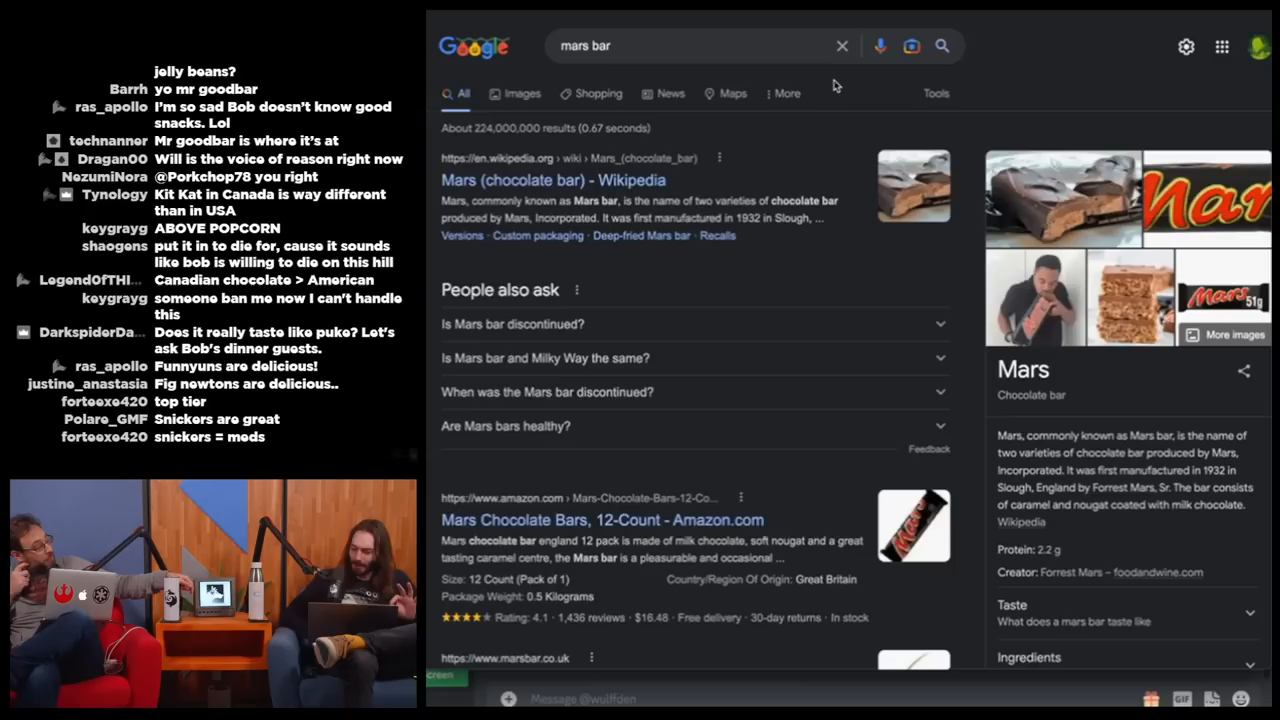 jelly beans?
Barrh yo mr goodbar
ras_apollo I'm so sad Bob doesn't know good
snacks. Lol
technanner Mr goodbar is where it's at
Dragan00 Will is the voice of reason right now
NezumiNora @Porkchop78 you right
Tynology Kit Kat in Canada is way different
than in USA
keygrayg ABOVE POPCORN
shaogens put it in to die for, cause it sounds
like bob is willing to die on this hill
LegendOfTHI... Canadian chocolate > American
keygrayg someone ban me now I can't handle
this
DarkspiderDa... Does it really taste like puke? Let's
ask Bob's dinner guests.
ras_apollo Funnyuns are delicious!
justine_anastasia Fig newtons are delicious..
forteexe420 top tier
Polare_GMF Snickers are great
forteexe420 snickers = meds
Google
mars bar
All Images Shopping News Maps More Tools
About 224,000,000 results (0.67 seconds)
https://en.wikipedia.org › wiki › Mars_(chocolate_bar)
Mars (chocolate bar) - Wikipedia
Mars, commonly known as Mars bar, is the name of two varieties of chocolate bar
produced by Mars, Incorporated. It was first manufactured in 1932 in Slough, ...
Versions · Custom packaging · Deep-fried Mars bar · Recalls
People also ask
Is Mars bar discontinued?
Is Mars bar and Milky Way the same?
When was the Mars bar discontinued?
Are Mars bars healthy?
Feedback
https://www.amazon.com › Mars-Chocolate-Bars-12-Co...
Mars Chocolate Bars, 12-Count - Amazon.com
Mars chocolate bar england 12 pack is made of milk chocolate, soft nougat and a great
tasting caramel centre, the Mars bar is a pleasurable and occasional ...
Size: 12 Count (Pack of 1) Country/Region Of Origin: Great Britain
Package Weight: 0.5 Kilograms
Rating: 4.1 · 1,436 reviews · $16.48 · Free delivery · 30-day returns · In stock
https://www.marsbar.co.uk
Mar
Mars 51g
More images
Mars
Chocolate bar
Mars, commonly known as Mars bar, is the name of
two varieties of chocolate bar produced by Mars,
Incorporated. It was first manufactured in 1932 in
Slough, England by Forrest Mars, Sr. The bar consists
of caramel and nougat coated with milk chocolate.
Wikipedia
Protein: 2.2 g
Creator: Forrest Mars – foodandwine.com
Taste
What does a mars bar taste like
Ingredients
creen
Message @wulffden
GIF